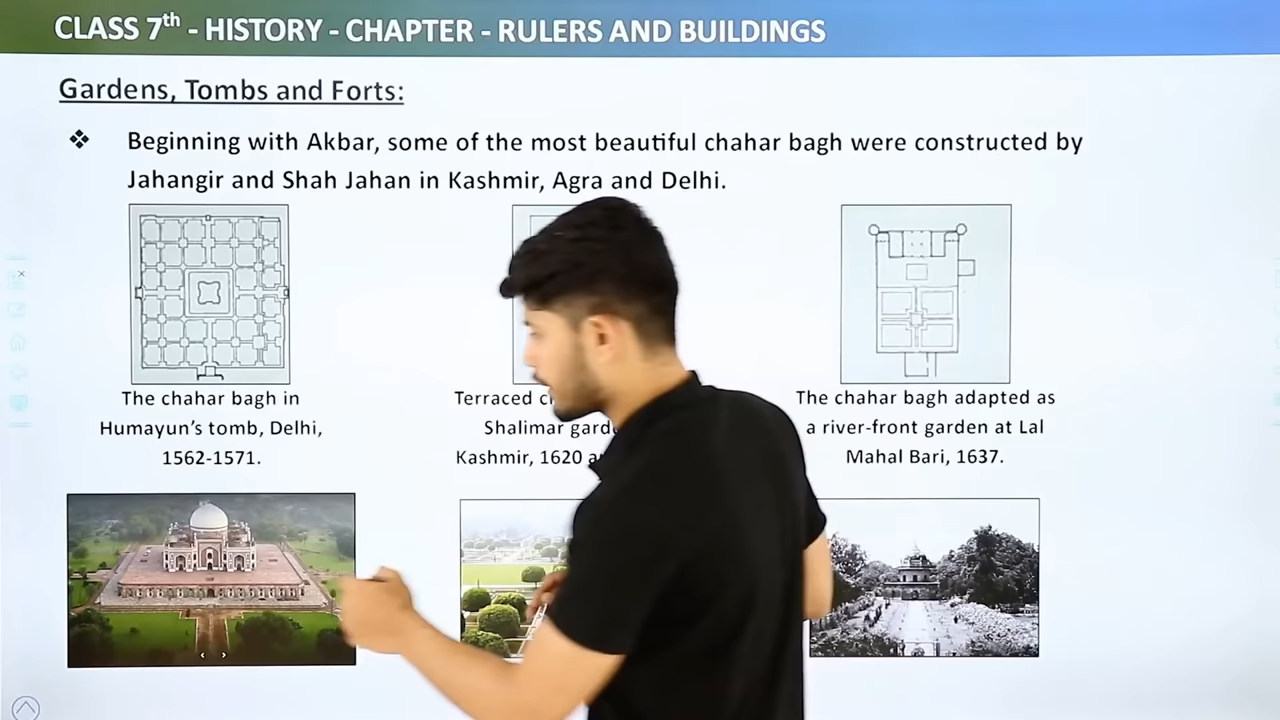 CLASS 7th - HISTORY - CHAPTER - RULERS AND BUILDINGS
Gardens, Tombs and Forts:
❖ Beginning with Akbar, some of the most beautiful chahar bagh were constructed by
Jahangir and Shah Jahan in Kashmir, Agra and Delhi.
The chahar bagh in
Humayun's tomb, Delhi,
1562-1571.
Terraced
Shalimar
Kashmir, 1620
The chahar bagh adapted as
a river-front garden at Lal
Mahal Bari, 1637.